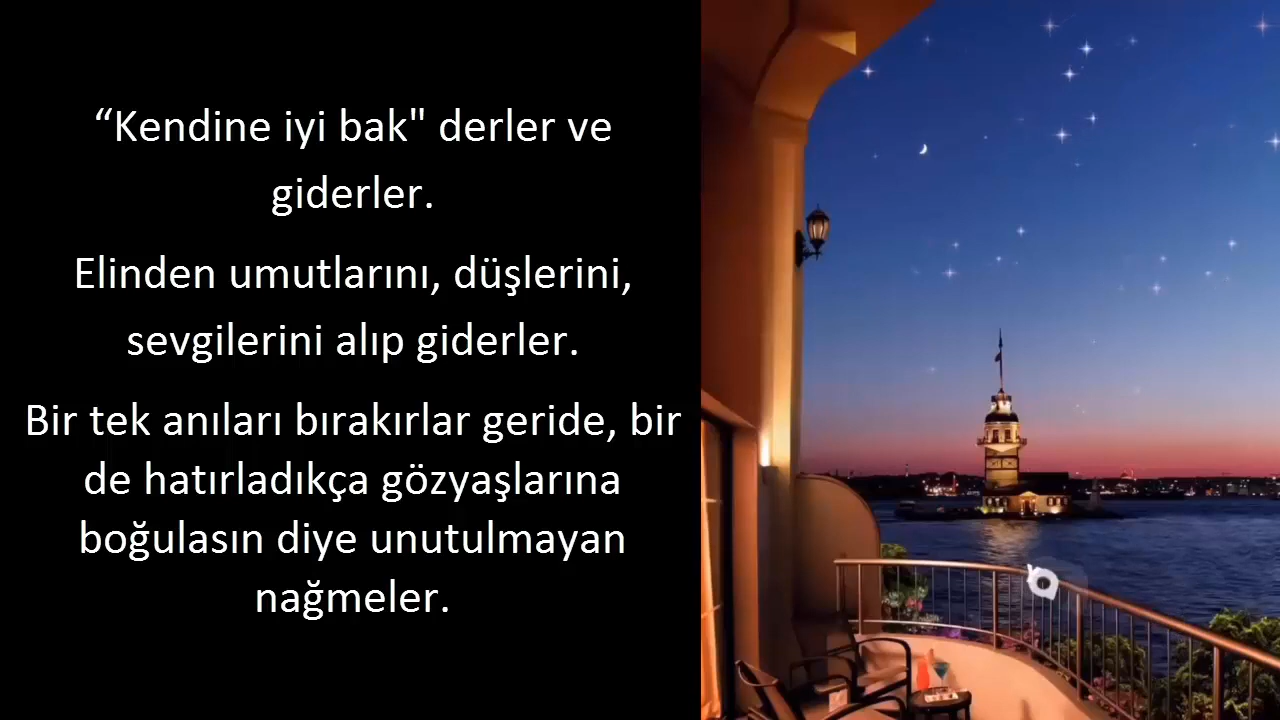 “Kendine iyi bak" derler ve
giderler.
Elinden umutlarını, düşlerini,
sevgilerini alıp giderler.
Bir tek anıları bırakırlar geride, bir
de hatırladıkça gözyaşlarına
boğulasın diye unutulmayan
nağmeler.